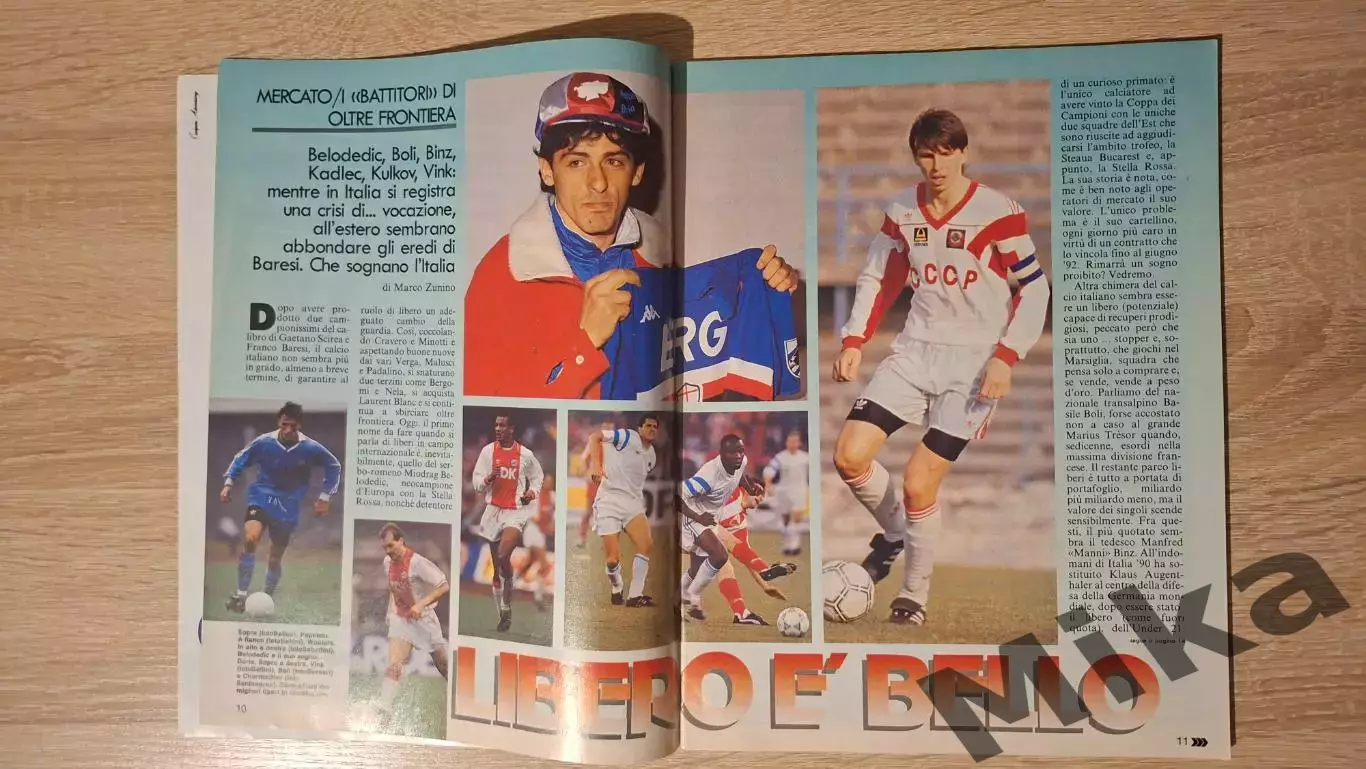 MERCATO/I «BATTITORI» DI
OLTRE FRONTIERA
Belodedic, Boli, Binz,
Kadlec, Kulkov, Vink:
mentre in Italia si registra
una crisi di... vocazione,
all'estero sembrano
abbondare gli eredi di
Baresi. Che sognano l'Italia
di Marco Zunino
Dopo avere pro-
dotto due cam-
pionissimi del ca-
libro di Gaetano Scirea e
Franco Baresi, il calcio
italiano non sembra più
in grado, almeno a breve
termine, di garantire al
ruolo di libero un ade-
guato cambio della
guardia. Così, coccolan-
do Cravero e Minotti e
aspettando buone nuove
dai vari Verga, Malusci
e Padalino, si snaturano
due terzini come Bergo-
mi e Nela, si acquista
Laurent Blanc e si conti-
nua a sbirciare oltre
frontiera. Oggi, il primo
nome da fare quando si
parla di liberi in campo
internazionale è, inevita-
bilmente, quello del ser-
bo-romeno Miodrag Be-
lodedic, neocampione
d'Europa con la Stella
Rossa, nonché detentore
di un curioso primato: è
l'unico calciatore ad
avere vinto la Coppa dei
Campioni con le uniche
due squadre dell'Est che
sono riuscite ad aggiudi-
carsi l'ambito trofeo, la
Steaua Bucarest e, ap-
punto, la Stella Rossa.
La sua storia è nota, co-
me è ben noto agli ope-
ratori di mercato il suo
valore. L'unico proble-
ma è il suo cartellino,
ogni giorno più caro in
virtù di un contratto che
lo vincola fino al giugno
'92. Rimarrà un sogno
proibito? Vedremo.
Altra chimera del cal-
cio italiano sembra esse-
re un libero (potenziale)
capace di recuperi prodi-
giosi, peccato però che
sia uno ... stopper e, so-
prattutto, che giochi nel
Marsiglia, squadra che
pensa solo a comprare e,
se vende, vende a peso
d'oro. Parliamo del na-
zionale transalpino Ba-
sile Boli, forse accostato
non a caso al grande
Marius Trésor quando,
sedicenne, esordì nella
massima divisione fran-
cese. Il restante parco li-
beri è tutto a portata di
portafoglio, miliardo
più miliardo meno, ma il
valore dei singoli scende
sensibilmente. Fra que-
sti, il più quotato sem-
bra il tedesco Manfred
«Manni» Binz. All'indo-
mani di Italia '90 ha so-
stituito Klaus Augent-
haler al centro della dife-
sa della Germania mon-
diale, dopo essere stato
il libero (come fuori
quota), dell'Under 21
segue a pagina 14
ERG
CCCP
DK
LIBERO E' BELLO
10
11
Mika